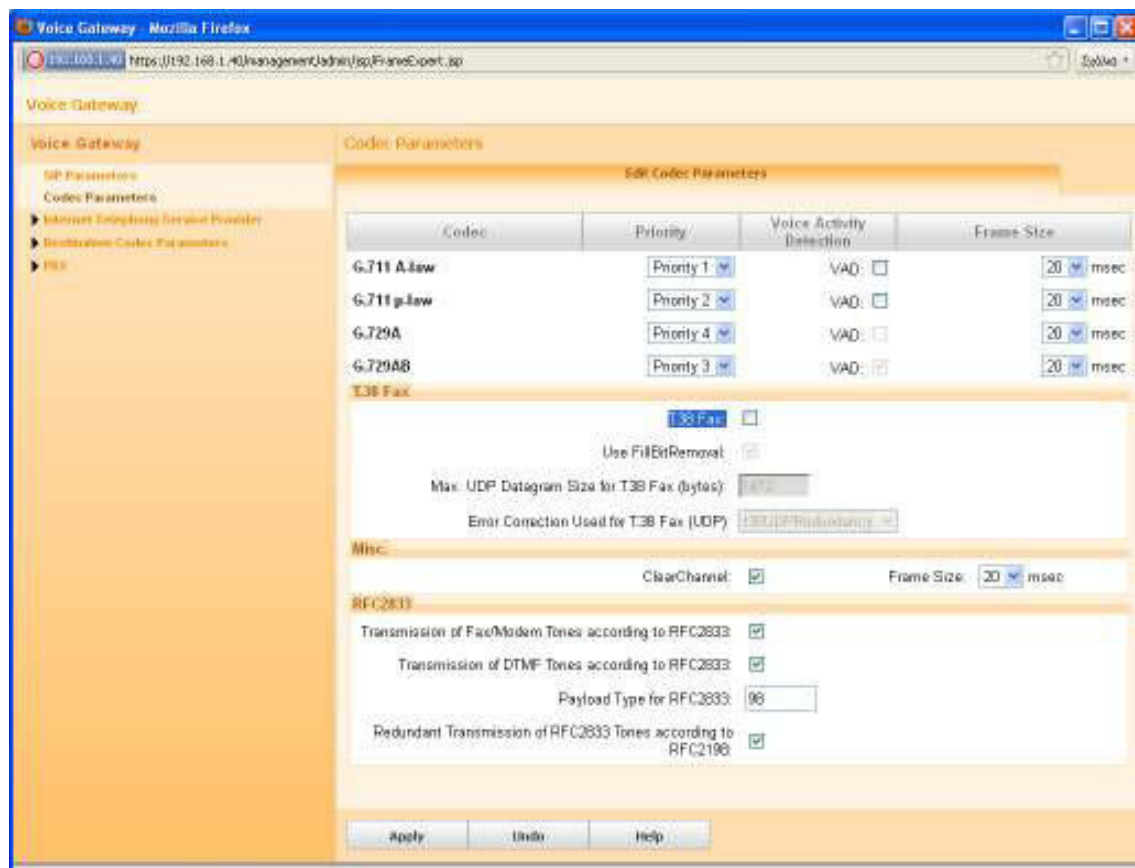 Voice Gateway - Mozilla Firefox
192.168.1.40 https://192.168.1.40/management/admin/jsp/FrameExpert.jsp
Voice Gateway
Voice Gateway
SIP Parameters
Codec Parameters
Internet Telephony Service Provider
Destination Codec Parameters
PBX
Codec Parameters
Edit Codec Parameters
Codec Priority Voice Activity Detection Frame Size
G.711 A-law Priority 1 VAD: 20 msec
G.711 µ-law Priority 2 VAD: 20 msec
G.729A Priority 4 VAD: 20 msec
G.729AB Priority 3 VAD: 20 msec
T.38 Fax
T.38 Fax:
Use FillBitRemoval:
Max. UDP Datagram Size for T.38 Fax (bytes): 1472
Error Correction Used for T.38 Fax (UDP) t38UDPRedundancy
Misc.
ClearChannel: Frame Size: 20 msec
RFC2833
Transmission of Fax/Modem Tones according to RFC2833:
Transmission of DTMF Tones according to RFC2833:
Payload Type for RFC2833: 98
Redundant Transmission of RFC2833 Tones according to
RFC2198:
Apply Undo Help